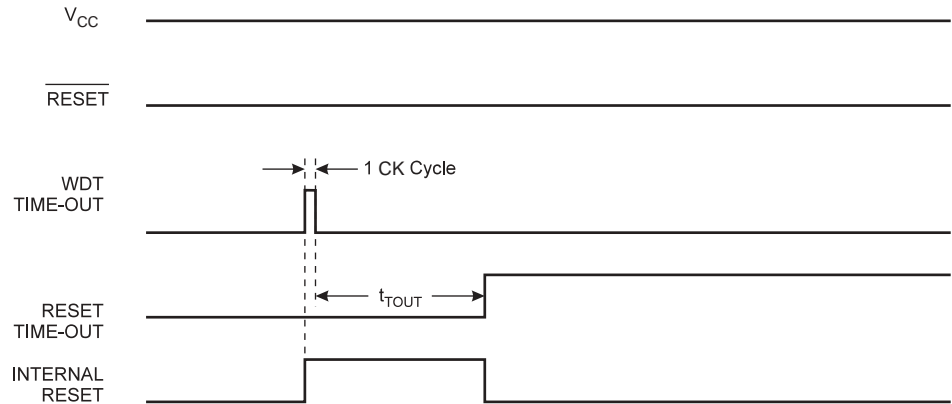 VCC
RESET
1 CK Cycle
WDT
TIME-OUT
tTOUT
RESET
TIME-OUT
INTERNAL
RESET